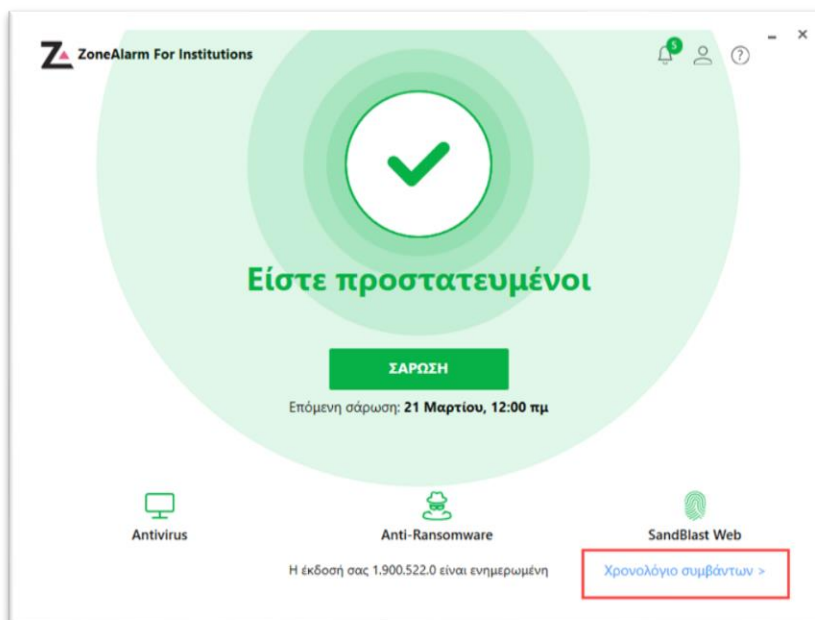 ZoneAlarm For Institutions
5
Είστε προστατευμένοι
ΣΑΡΩΣΗ
Επόμενη σάρωση: 21 Μαρτίου, 12:00 πμ
Antivirus
Anti-Ransomware
SandBlast Web
Η έκδοσή σας 1.900.522.0 είναι ενημερωμένη
Χρονολόγιο συμβάντων >